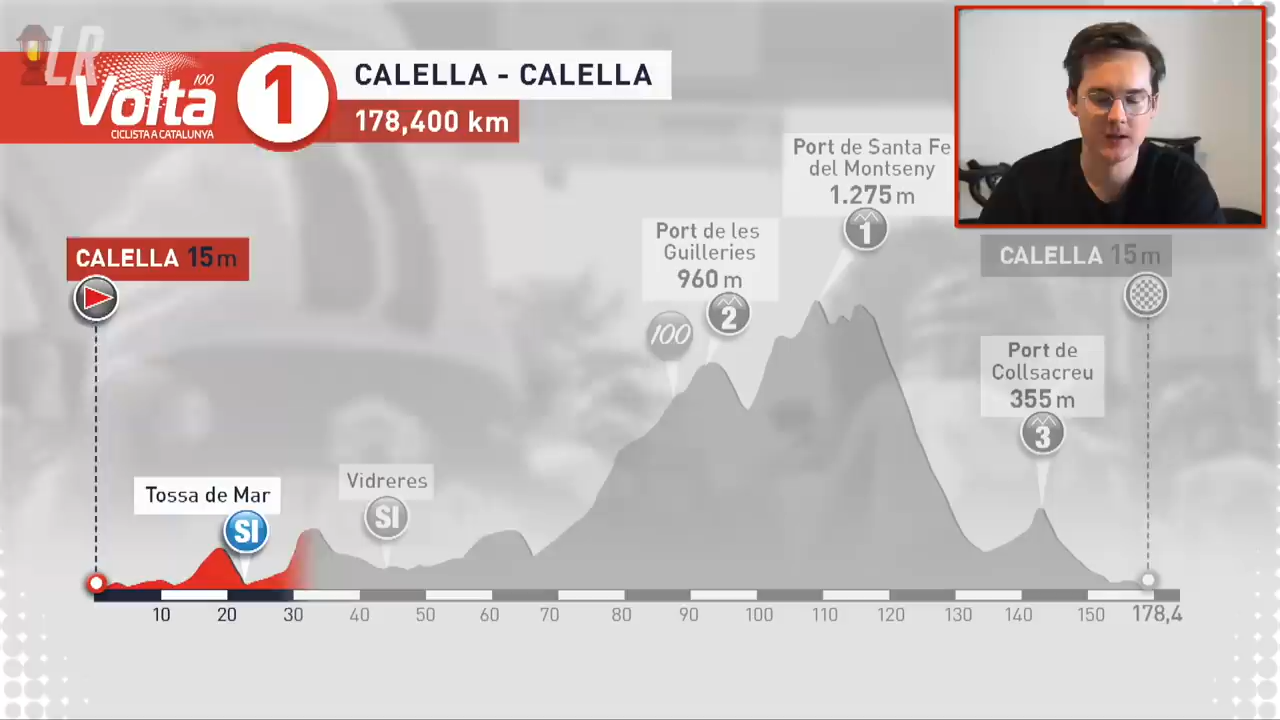 LR
100
Volta
CICLISTA A CATALUNYA
1
CALELLA - CALELLA
178,400 km
Port de Santa Fe
del Montseny
1.275 m
1
Port de les
Guilleries
960 m
100
2
CALELLA 15 m
CALELLA 15 m
Port de
Collsacreu
355 m
3
Tossa de Mar
SI
Vidreres
SI
10 20 30 40 50 60 70 80 90 100 110 120 130 140 150 178,4